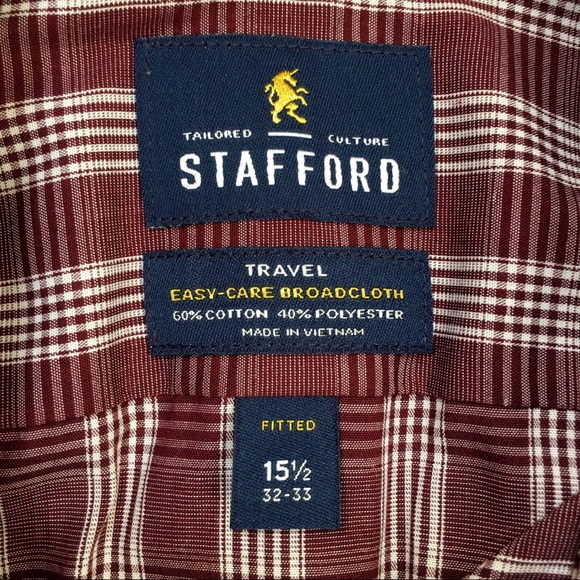 TAILORED CULTURE
STAFFORD
TRAVEL
EASY-CARE BROADCLOTH
60% COTTON 40% POLYESTER
MADE IN VIETNAM
FITTED
15½
32-33